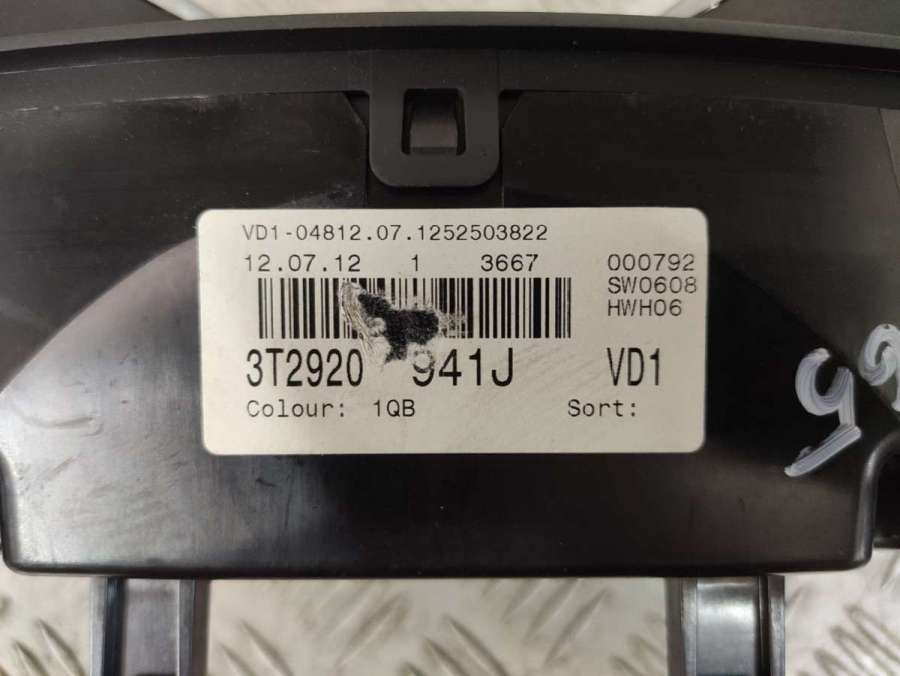 VD1-04812.07.1252503822
12.07.12 1 3667 000792
SW0608
HWH06
3T2920 941J VD1
Colour: 1QB Sort: